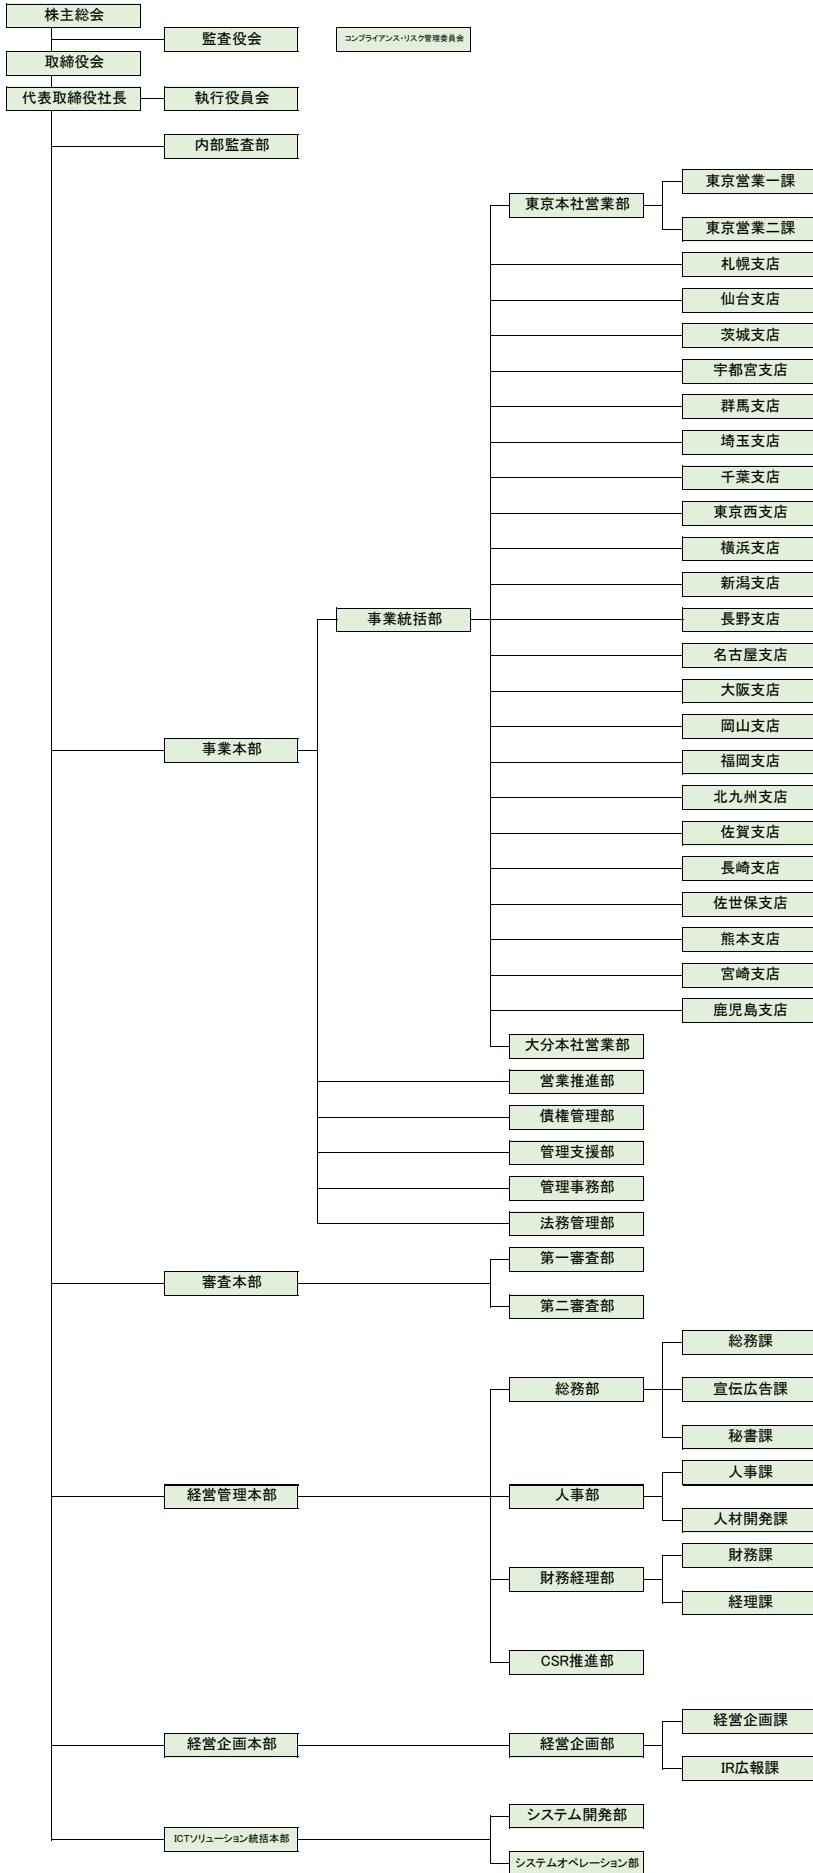 株主総会
監査役会
コンプライアンス・リスク管理委員会
取締役会
代表取締役社長
執行役員会
内部監査部
東京営業一課
東京本社営業部
東京営業二課
札幌支店
仙台支店
茨城支店
宇都宮支店
群馬支店
埼玉支店
千葉支店
東京西支店
横浜支店
新潟支店
事業統括部
長野支店
名古屋支店
大阪支店
岡山支店
事業本部
福岡支店
北九州支店
佐賀支店
長崎支店
佐世保支店
熊本支店
宮崎支店
鹿児島支店
大分本社営業部
営業推進部
債権管理部
管理支援部
管理事務部
法務管理部
第一審査部
審査本部
第二審査部
総務課
総務部
宣伝広告課
秘書課
人事課
経営管理本部
人事部
人材開発課
財務課
財務経理部
経理課
CSR推進部
経営企画課
経営企画本部
経営企画部
IR広報課
システム開発部
ICTソリューション統括本部
システムオペレーション部